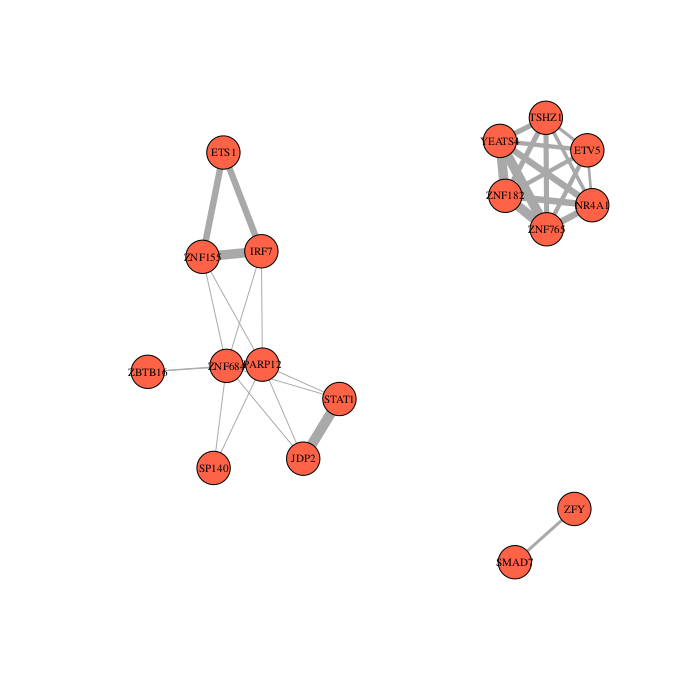 TSHZ1
YEATS4
ETV5
ETS1
ZNF182
NR4A1
ZNF765
IRF7
ZNF155
PARP12
ZNF684
ZBTB16
STAT1
JDP2
SP140
ZFY
SMAD7